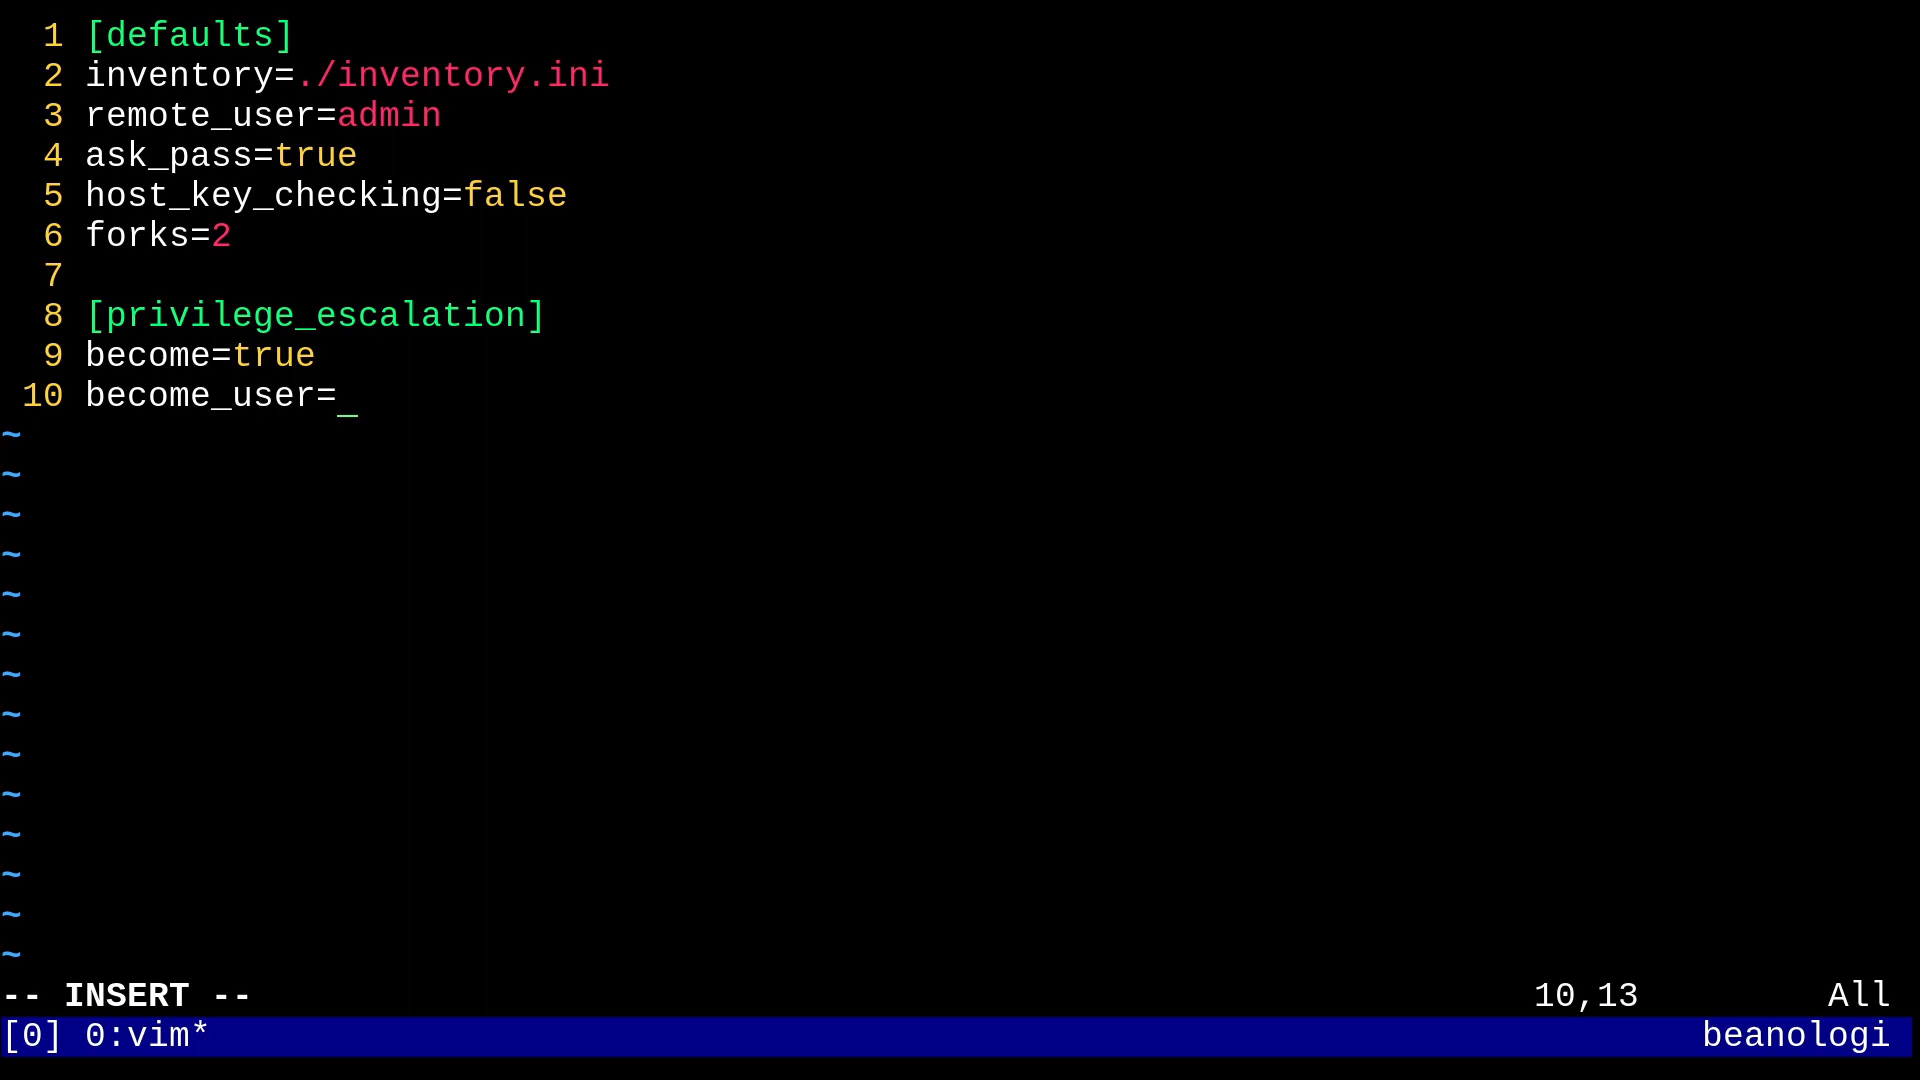 1 [defaults]
2 inventory=./inventory.ini
3 remote_user=admin
4 ask_pass=true
5 host_key_checking=false
6 forks=2
7
8 [privilege_escalation]
9 become=true
10 become_user=_
~
~
~
~
~
~
~
~
~
~
~
~
~
~
-- INSERT -- 10,13 All
[0] 0:vim* beanologi